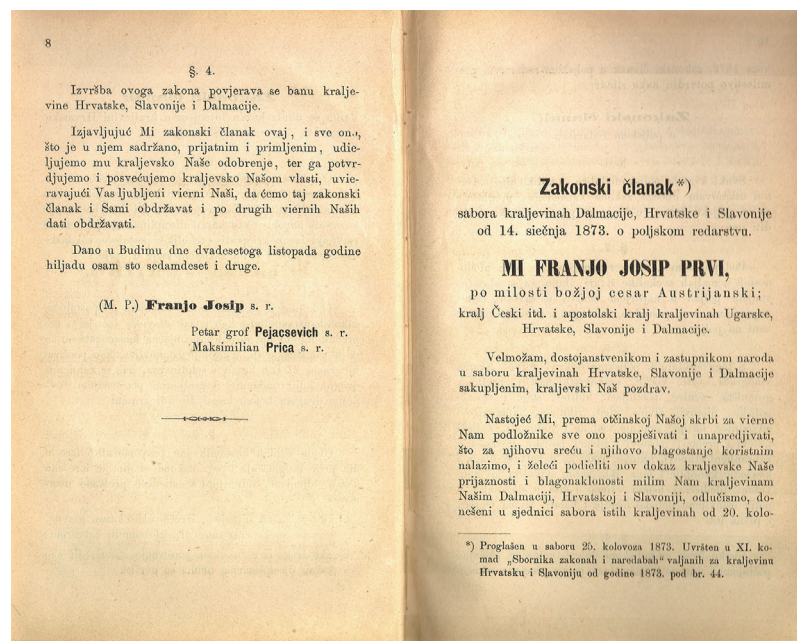 8
§. 4.
Izvršba ovoga zakona povjerava se banu kralje-
vine Hrvatske, Slavonije i Dalmacije.
Izjavljujuć Mi zakonski članak ovaj, i sve ono,
što je u njem sadržano, prijatnim i primljenim, udie-
ljujemo mu kraljevsko Naše odobrenje, ter ga potvr-
djujemo i posvećujemo kraljevsko Našom vlasti, uvie-
ravajući Vas ljubljeni vierni Naši, da ćemo taj zakonski
članak i Sami obdržavat i po drugih viernih Naših
dati obdržavati.
Dano u Budimu dne dvadesetoga listopada godine
hiljadu osam sto sedamdeset i druge.
(M. P.) Franjo Josip s. r.
Petar grof Pejacsevich s. r.
Maksimilian Prica s. r.
Zakonski članak*)
sabora kraljevinah Dalmacije, Hrvatske i Slavonije
od 14. siečnja 1873. o poljskom redarstvu.
MI FRANJO JOSIP PRVI,
po milosti božjoj cesar Austrijanski;
kralj Česki itd. i apostolski kralj kraljevinah Ugarske,
Hrvatske, Slavonije i Dalmacije.
Velmožam, dostojanstvenikom i zastupnikom naroda
u saboru kraljevinah Hrvatske, Slavonije i Dalmacije
sakupljenim, kraljevski Naš pozdrav.
Nastojeć Mi, prema otčinskoj Našoj skrbi za vierne
Nam podložnike sve ono pospješivati i unapredjivati,
što za njihovu sreću i njihovo blagostanje koristnim
nalazimo, i želeći podieliti nov dokaz kraljevske Naše
prijaznosti i blagonaklonosti milim Nam kraljevinam
Našim Dalmaciji, Hrvatskoj i Slavoniji, odlučismo, do-
nešeni u sjednici sabora istih kraljevinah od 20. kolo-
*) Proglašen u saboru 25. kolovoza 1873. Uvršten u XI. ko-
mad „Sbornika zakonah i naredabah" valjanih za kraljevinu
Hrvatsku i Slavoniju od godine 1873. pod br. 44.